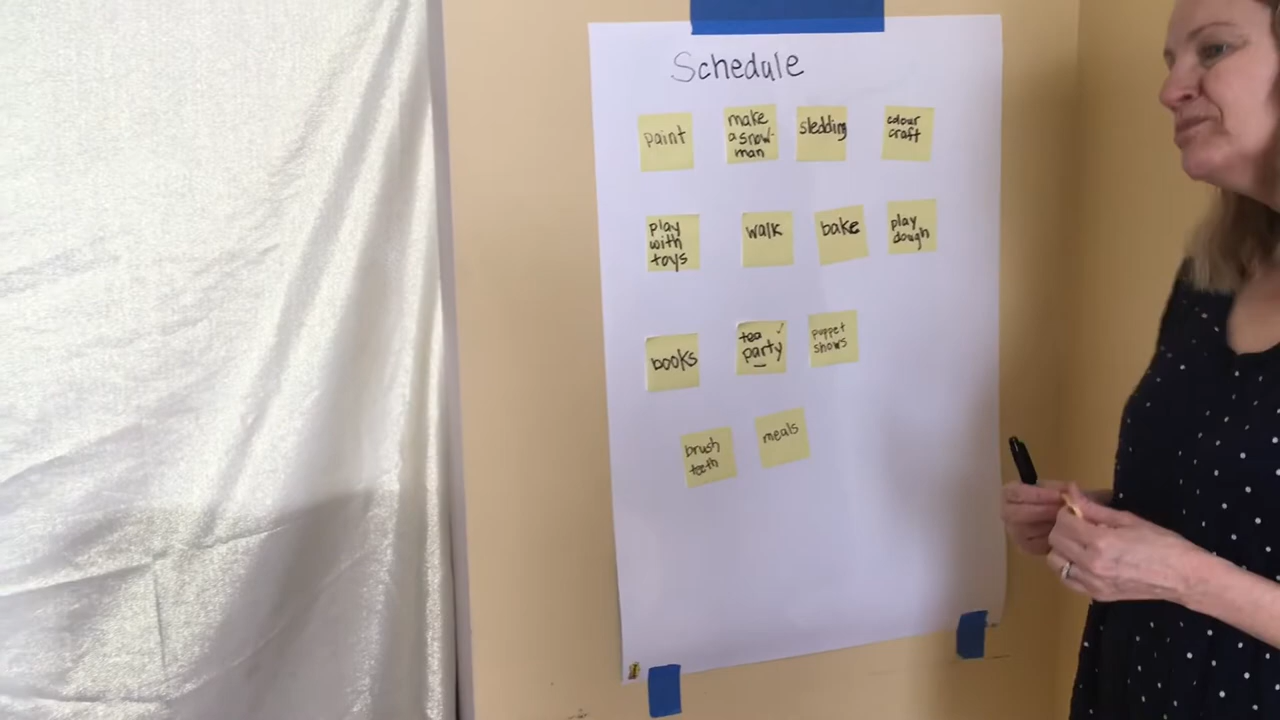 Schedule
paint
make
a snow-
man
sledding
colour
craft
play
with
toys
walk
bake
play
dough
books
tea ✓
party
puppet
shows
brush
teeth
meals